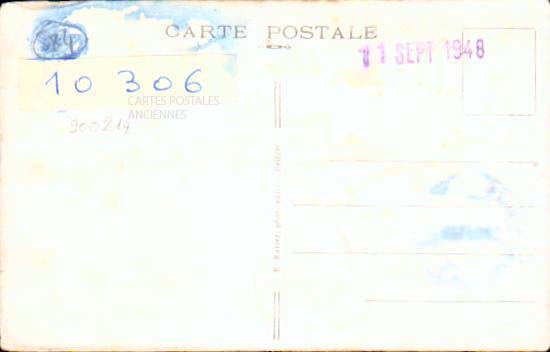 CARTE POSTALE
11 SEPT 1948
10 306
CARTES POSTALES
ANCIENNES
900214